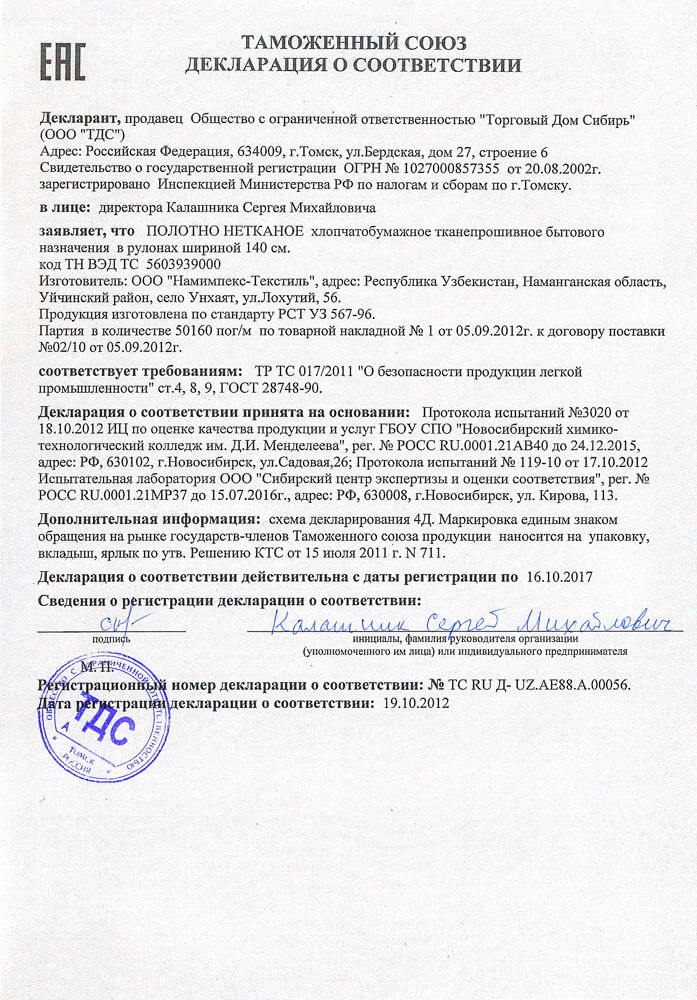 ЕАС
ТАМОЖЕННЫЙ СОЮЗ
ДЕКЛАРАЦИЯ О СООТВЕТСТВИИ
Декларант, продавец Общество с ограниченной ответственностью "Торговый Дом Сибирь"
(ООО "ТДС")
Адрес: Российская Федерация, 634009, г.Томск, ул.Бердская, дом 27, строение 6
Свидетельство о государственной регистрации ОГРН № 1027000857355 от 20.08.2002г.
зарегистрировано Инспекцией Министерства РФ по налогам и сборам по г.Томску.
в лице: директора Калашника Сергея Михайловича
заявляет, что ПОЛОТНО НЕТКАНОЕ хлопчатобумажное тканепрошивное бытового
назначения в рулонах шириной 140 см.
код ТН ВЭД ТС 5603939000
Изготовитель: ООО "Намимпекс-Текстиль", адрес: Республика Узбекистан, Наманганская область,
Уйчинский район, село Унхаят, ул.Лохутий, 56.
Продукция изготовлена по стандарту РСТ УЗ 567-96.
Партия в количестве 50160 пог/м по товарной накладной № 1 от 05.09.2012г. к договору поставки
№02/10 от 05.09.2012г.
соответствует требованиям: ТР ТС 017/2011 "О безопасности продукции легкой
промышленности" ст.4, 8, 9, ГОСТ 28748-90.
Декларация о соответствии принята на основании: Протокола испытаний №3020 от
18.10.2012 ИЦ по оценке качества продукции и услуг ГБОУ СПО "Новосибирский химико-
технологический колледж им. Д.И. Менделеева", рег. № РОСС RU.0001.21АВ40 до 24.12.2015,
адрес: РФ, 630102, г.Новосибирск, ул.Садовая,26; Протокола испытаний № 119-10 от 17.10.2012
Испытательная лаборатория ООО "Сибирский центр экспертизы и оценки соответствия", рег. №
РОСС RU.0001.21МР37 до 15.07.2016г., адрес: РФ, 630008, г.Новосибирск, ул. Кирова, 113.
Дополнительная информация: схема декларирования 4Д. Маркировка единым знаком
обращения на рынке государств-членов Таможенного союза продукции наносится на упаковку,
вкладыш, ярлык по утв. Решению КТС от 15 июля 2011 г. N 711.
Декларация о соответствии действительна с даты регистрации по 16.10.2017
Сведения о регистрации декларации о соответствии:
Калашник Сергей Михайлович
подпись инициалы, фамилия руководителя организации
(уполномоченного им лица) или индивидуального предпринимателя
М. П.
Регистрационный номер декларации о соответствии: № ТС RU Д- UZ.АЕ88.А.00056.
Дата регистрации декларации о соответствии: 19.10.2012
ОБЩЕСТВО С ОГРАНИЧЕННОЙ ОТВЕТСТВЕННОСТЬЮ
ТДС
А
ТОМСК
РОССИЯ